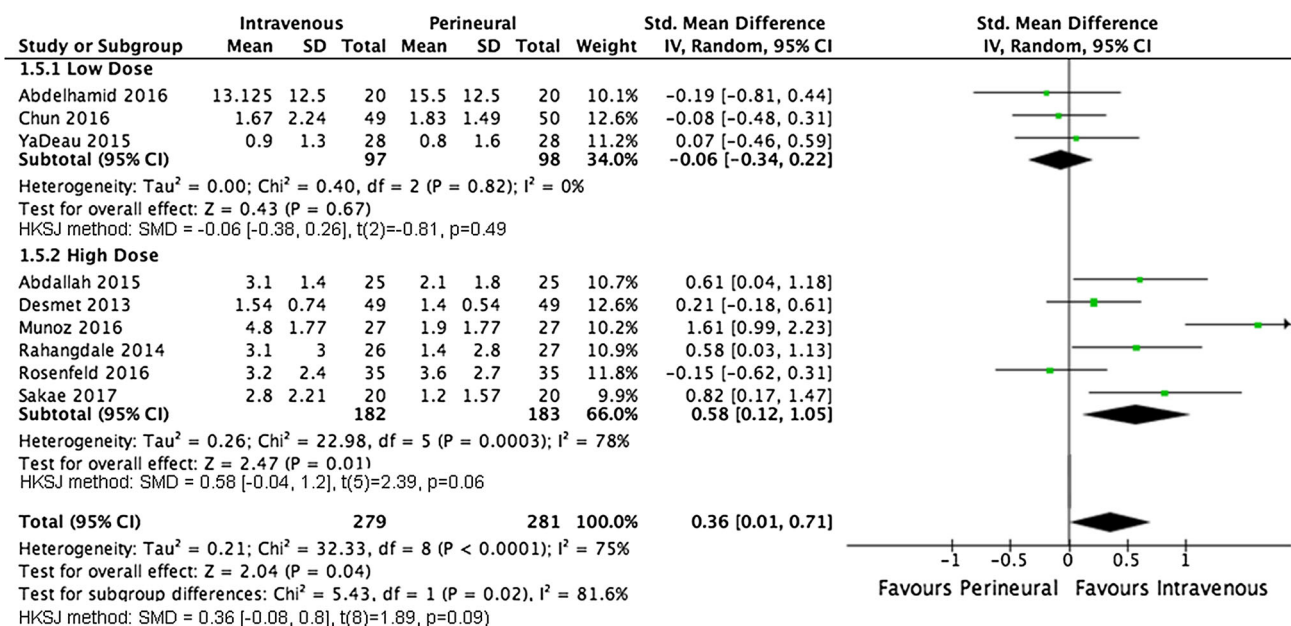 Intravenous Perineural Std. Mean Difference Std. Mean Difference
Study or Subgroup Mean SD Total Mean SD Total Weight IV, Random, 95% CI IV, Random, 95% CI
1.5.1 Low Dose
Abdelhamid 2016 13.125 12.5 20 15.5 12.5 20 10.1% -0.19 [-0.81, 0.44]
Chun 2016 1.67 2.24 49 1.83 1.49 50 12.6% -0.08 [-0.48, 0.31]
YaDeau 2015 0.9 1.3 28 0.8 1.6 28 11.2% 0.07 [-0.46, 0.59]
Subtotal (95% CI) 97 98 34.0% -0.06 [-0.34, 0.22]
Heterogeneity: Tau² = 0.00; Chi² = 0.40, df = 2 (P = 0.82); I² = 0%
Test for overall effect: Z = 0.43 (P = 0.67)
HKSJ method: SMD = -0.06 [-0.38, 0.26], t(2)=-0.81, p=0.49
1.5.2 High Dose
Abdallah 2015 3.1 1.4 25 2.1 1.8 25 10.7% 0.61 [0.04, 1.18]
Desmet 2013 1.54 0.74 49 1.4 0.54 49 12.6% 0.21 [-0.18, 0.61]
Munoz 2016 4.8 1.77 27 1.9 1.77 27 10.2% 1.61 [0.99, 2.23]
Rahangdale 2014 3.1 3 26 1.4 2.8 27 10.9% 0.58 [0.03, 1.13]
Rosenfeld 2016 3.2 2.4 35 3.6 2.7 35 11.8% -0.15 [-0.62, 0.31]
Sakae 2017 2.8 2.21 20 1.2 1.57 20 9.9% 0.82 [0.17, 1.47]
Subtotal (95% CI) 182 183 66.0% 0.58 [0.12, 1.05]
Heterogeneity: Tau² = 0.26; Chi² = 22.98, df = 5 (P = 0.0003); I² = 78%
Test for overall effect: Z = 2.47 (P = 0.01)
HKSJ method: SMD = 0.58 [-0.04, 1.2], t(5)=2.39, p=0.06
Total (95% CI) 279 281 100.0% 0.36 [0.01, 0.71]
Heterogeneity: Tau² = 0.21; Chi² = 32.33, df = 8 (P < 0.0001); I² = 75%
Test for overall effect: Z = 2.04 (P = 0.04)
Test for subgroup differences: Chi² = 5.43, df = 1 (P = 0.02), I² = 81.6%
HKSJ method: SMD = 0.36 [-0.08, 0.8], t(8)=1.89, p=0.09)
-1 -0.5 0 0.5 1
Favours Perineural Favours Intravenous